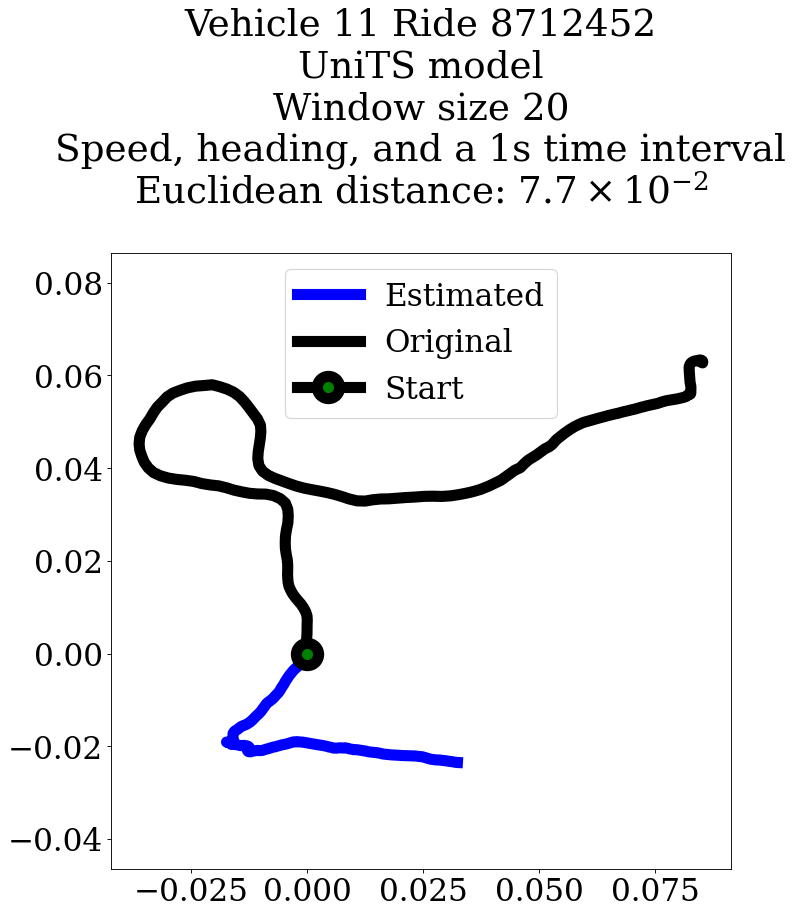 Vehicle 11 Ride 8712452
UniTS model
Window size 20
Speed, heading, and a 1s time interval
Euclidean distance: 7.7 × 10⁻²
Estimated
Original
Start
0.08
0.06
0.04
0.02
0.00
−0.02
−0.04
−0.025 0.000 0.025 0.050 0.075